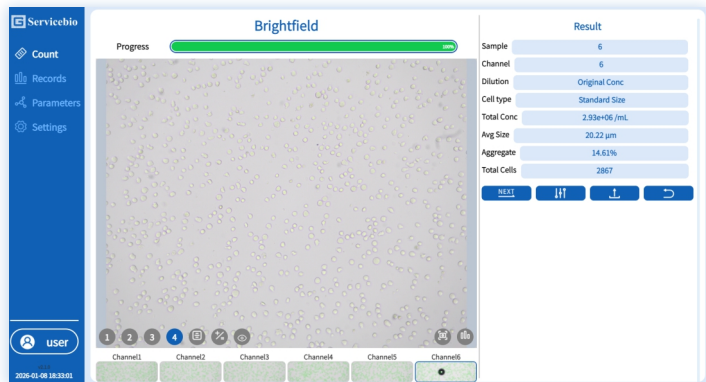 Servicebio
Count
Records
Parameters
Settings
user
2026-01-08 18:33:01
Brightfield
Progress
100%
1 2 3 4
Channel1 Channel2 Channel3 Channel4 Channel5 Channel6
Result
Sample 6
Channel 6
Dilution Original Conc
Cell type Standard Size
Total Conc 2.93e+06 /mL
Avg Size 20.22 μm
Aggregate 14.61%
Total Cells 2867
NEXT